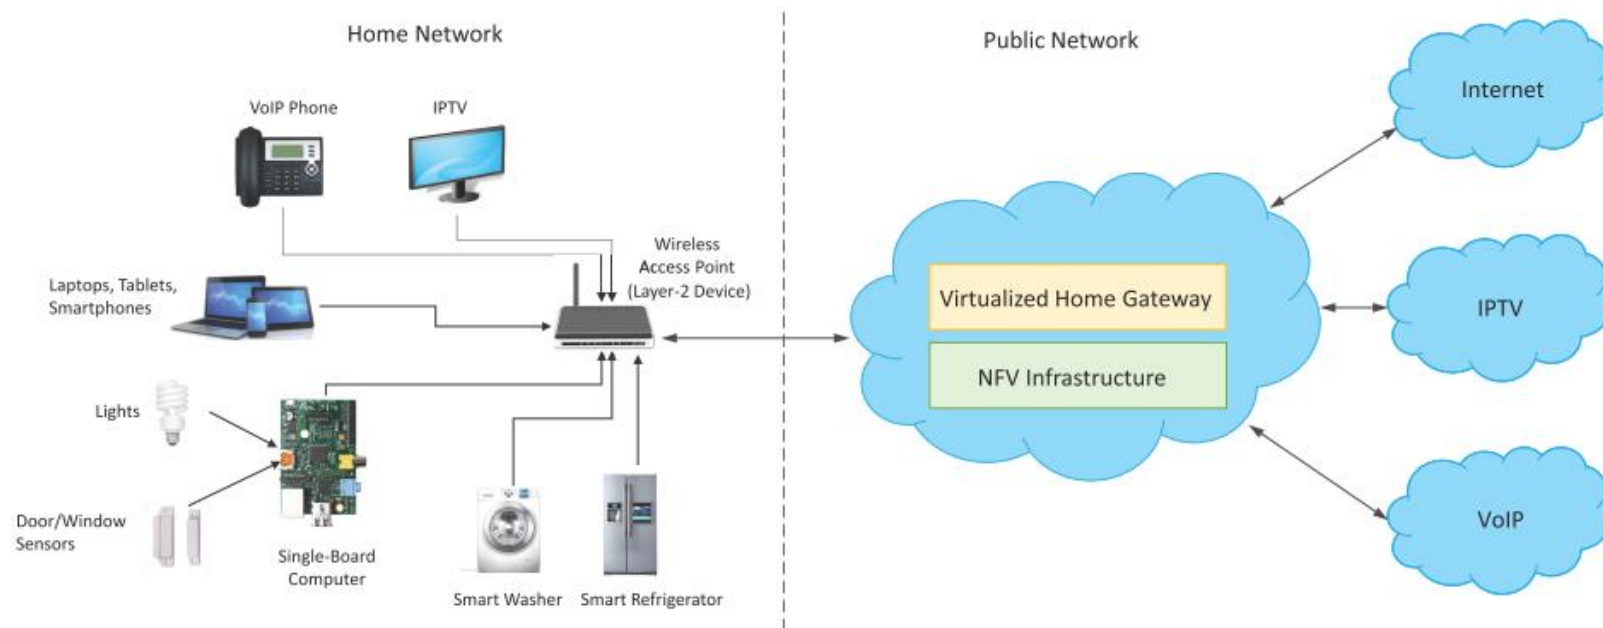 Home Network
Public Network
VoIP Phone
IPTV
Wireless
Access Point
(Layer-2 Device)
Laptops, Tablets,
Smartphones
Lights
Door/Window
Sensors
Single-Board
Computer
Smart Washer
Smart Refrigerator
Virtualized Home Gateway
NFV Infrastructure
Internet
IPTV
VoIP